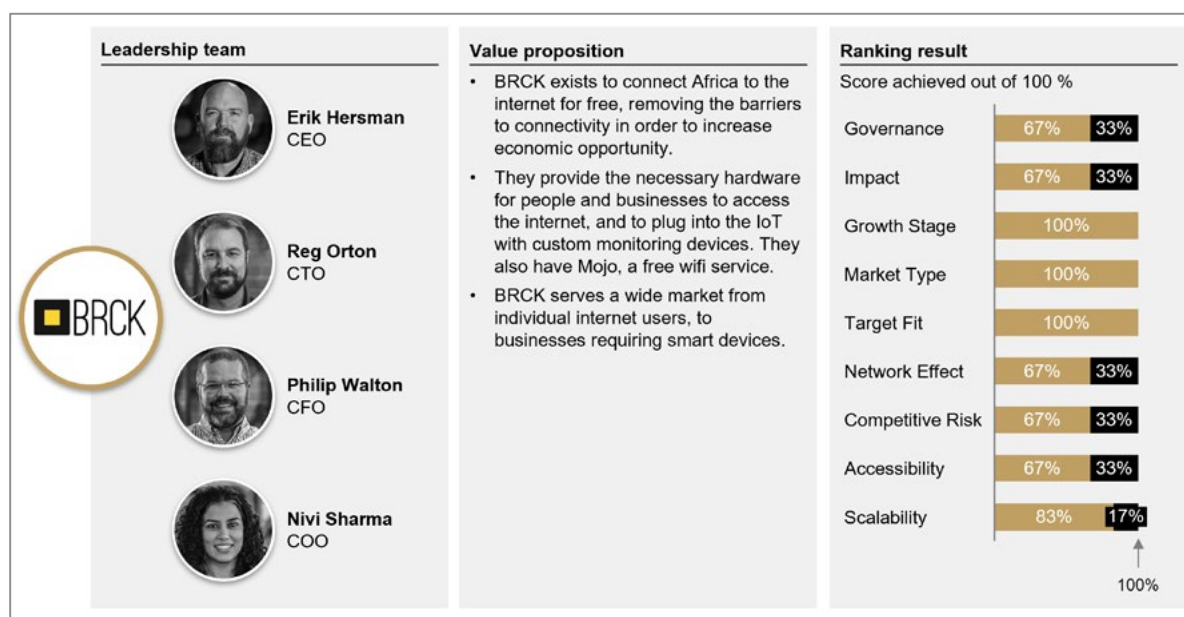 Leadership team
Erik Hersman
CEO
Reg Orton
CTO
Philip Walton
CFO
Nivi Sharma
COO
BRCK
Value proposition
• BRCK exists to connect Africa to the
internet for free, removing the barriers
to connectivity in order to increase
economic opportunity.
• They provide the necessary hardware
for people and businesses to access
the internet, and to plug into the IoT
with custom monitoring devices. They
also have Mojo, a free wifi service.
• BRCK serves a wide market from
individual internet users, to
businesses requiring smart devices.
Ranking result
Score achieved out of 100 %
Governance 67% 33%
Impact 67% 33%
Growth Stage 100%
Market Type 100%
Target Fit 100%
Network Effect 67% 33%
Competitive Risk 67% 33%
Accessibility 67% 33%
Scalability 83% 17%
100%